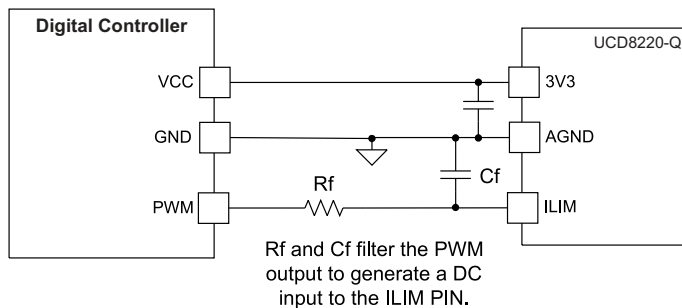 Digital Controller
UCD8220-Q
VCC
3V3
GND
AGND
Rf
Cf
PWM
ILIM
Rf and Cf filter the PWM
output to generate a DC
input to the ILIM PIN.